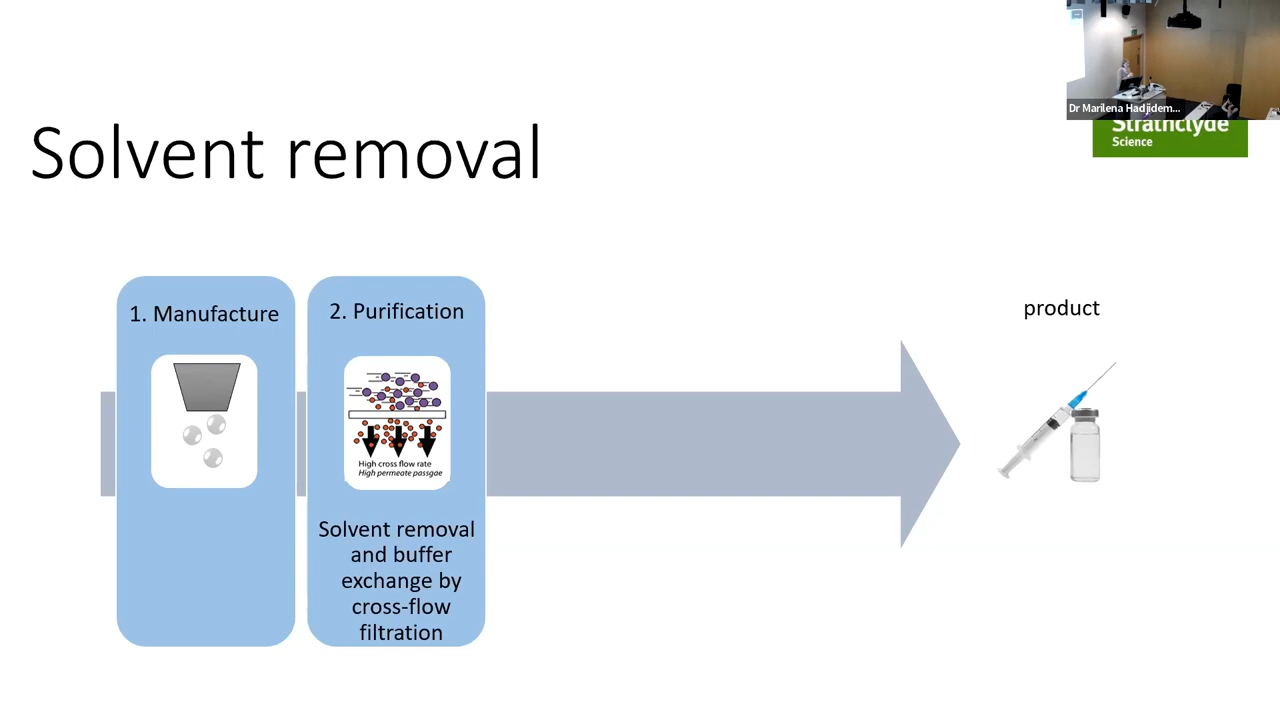 Dr Marilena Hadjidem...
Strathclyde
Science
Solvent removal
1. Manufacture
2. Purification
High cross flow rate
High permeate passgae
Solvent removal
and buffer
exchange by
cross-flow
filtration
product